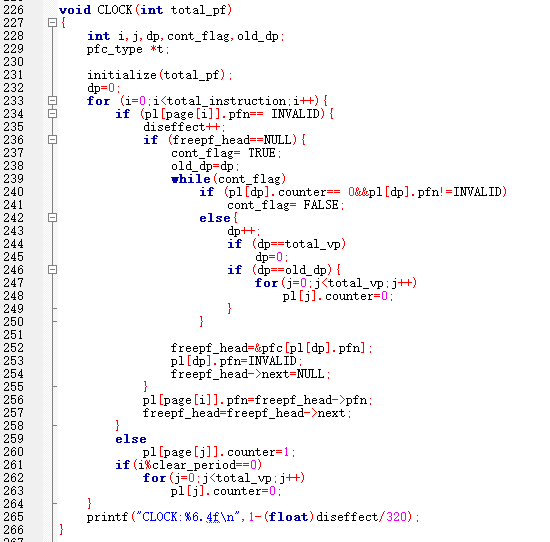 226 void CLOCK(int total_pf)
227 {
228 int i,j,dp,cont_flag,old_dp;
229 pfc_type *t;
230
231 initialize(total_pf);
232 dp=0;
233 for (i=0;i<total_instruction;i++){
234 if (pl[page[i]].pfn== INVALID){
235 diseffect++;
236 if (freepf_head==NULL){
237 cont_flag= TRUE;
238 old_dp=dp;
239 while(cont_flag)
240 if (pl[dp].counter== 0&&pl[dp].pfn!=INVALID)
241 cont_flag= FALSE;
242 else{
243 dp++;
244 if (dp==total_vp)
245 dp=0;
246 if (dp==old_dp){
247 for(j=0;j<total_vp;j++)
248 pl[j].counter=0;
249 }
250 }
251
252 freepf_head=&pfc[pl[dp].pfn];
253 pl[dp].pfn=INVALID;
254 freepf_head->next=NULL;
255 }
256 pl[page[i]].pfn=freepf_head->pfn;
257 freepf_head=freepf_head->next;
258 }
259 else
260 pl[page[j]].counter=1;
261 if(i%clear_period==0)
262 for(j=0;j<total_vp;j++)
263 pl[j].counter=0;
264 }
265 printf("CLOCK:%6.4f\n",1-(float)diseffect/320);
266 }